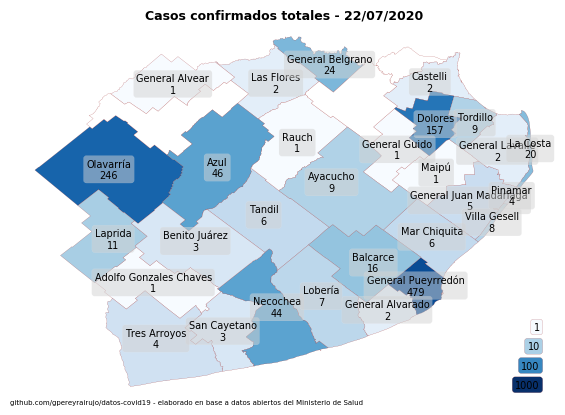 Casos confirmados totales - 22/07/2020
General Belgrano
24
General Alvear
1
Las Flores
2
Castelli
2
Dolores
157
Tordillo
9
Rauch
1
General Guido
1
General L
2
La Costa
20
Olavarría
246
Azul
46
Ayacucho
9
Maipú
1
General Juan Madariaga
5
Pinamar
4
Villa Gesell
8
Tandil
6
Laprida
11
Benito Juárez
3
Mar Chiquita
6
Balcarce
16
Adolfo Gonzales Chaves
1
General Pueyrredón
479
Lobería
7
Necochea
44
General Alvarado
2
San Cayetano
3
Tres Arroyos
4
1
10
100
1000
github.com/gpereyrairujo/datos-covid19 - elaborado en base a datos abiertos del Ministerio de Salud